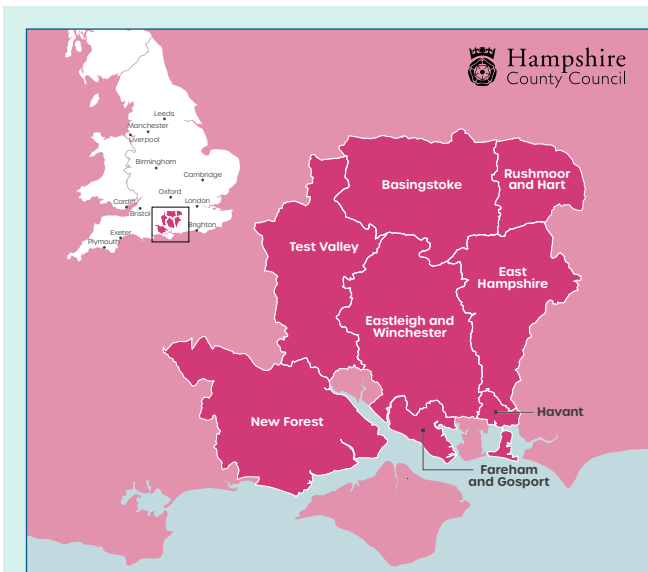 Hampshire
County Council
Leeds
Manchester
Liverpool
Birmingham
Cambridge
Oxford
Cardiff
London
Bristol
Brighton
Exeter
Plymouth
Basingstoke
Rushmoor
and Hart
Test Valley
East
Hampshire
Eastleigh and
Winchester
New Forest
Havant
Fareham
and Gosport